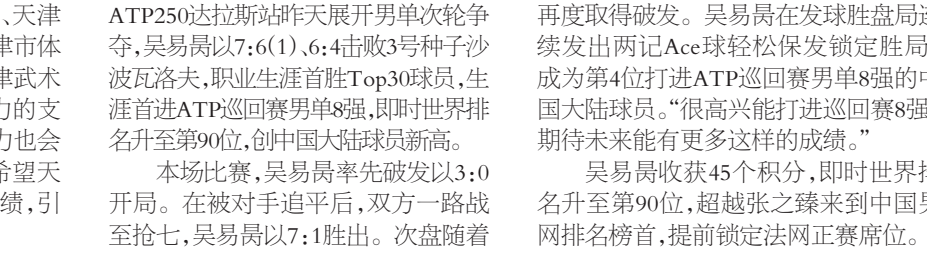 、天津
津市体
津武术
力的支
力也会
希望天
绩,引
ATP250达拉斯站昨天展开男单次轮争
夺,吴易昺以7:6(1)、6:4击败3号种子沙
波瓦洛夫,职业生涯首胜Top30球员,生
涯首进ATP巡回赛男单8强,即时世界排
名升至第90位,创中国大陆球员新高。
本场比赛,吴易昺率先破发以3:0
开局。在被对手追平后,双方一路战
至抢七,吴易昺以7:1胜出。次盘随着
再度取得破发。吴易昺在发球胜盘局连
续发出两记Ace球轻松保发锁定胜局
成为第4位打进ATP巡回赛男单8强的中
国大陆球员。“很高兴能打进巡回赛8强
期待未来能有更多这样的成绩。”
吴易昺收获45个积分,即时世界排
名升至第90位,超越张之臻来到中国男
网排名榜首,提前锁定法网正赛席位。